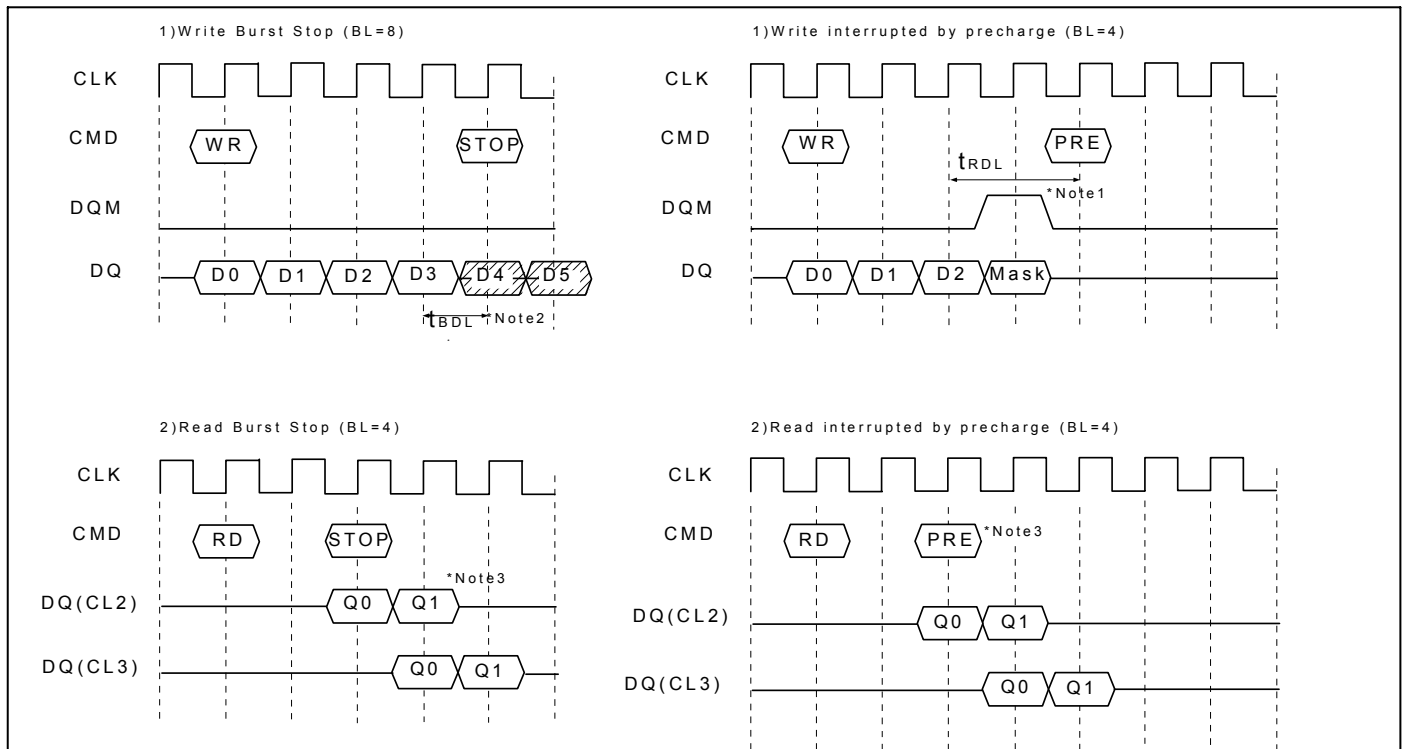 1)Write Burst Stop (BL=8)
CLK
CMD WR STOP
DQM
DQ D0 D1 D2 D3 D4 D5
tBDL *Note2
1)Write interrupted by precharge (BL=4)
CLK
CMD WR PRE
tRDL
*Note1
DQM
DQ D0 D1 D2 Mask
2)Read Burst Stop (BL=4)
CLK
CMD RD STOP
*Note3
DQ(CL2) Q0 Q1
DQ(CL3) Q0 Q1
2)Read interrupted by precharge (BL=4)
CLK
CMD RD PRE *Note3
DQ(CL2) Q0 Q1
DQ(CL3) Q0 Q1